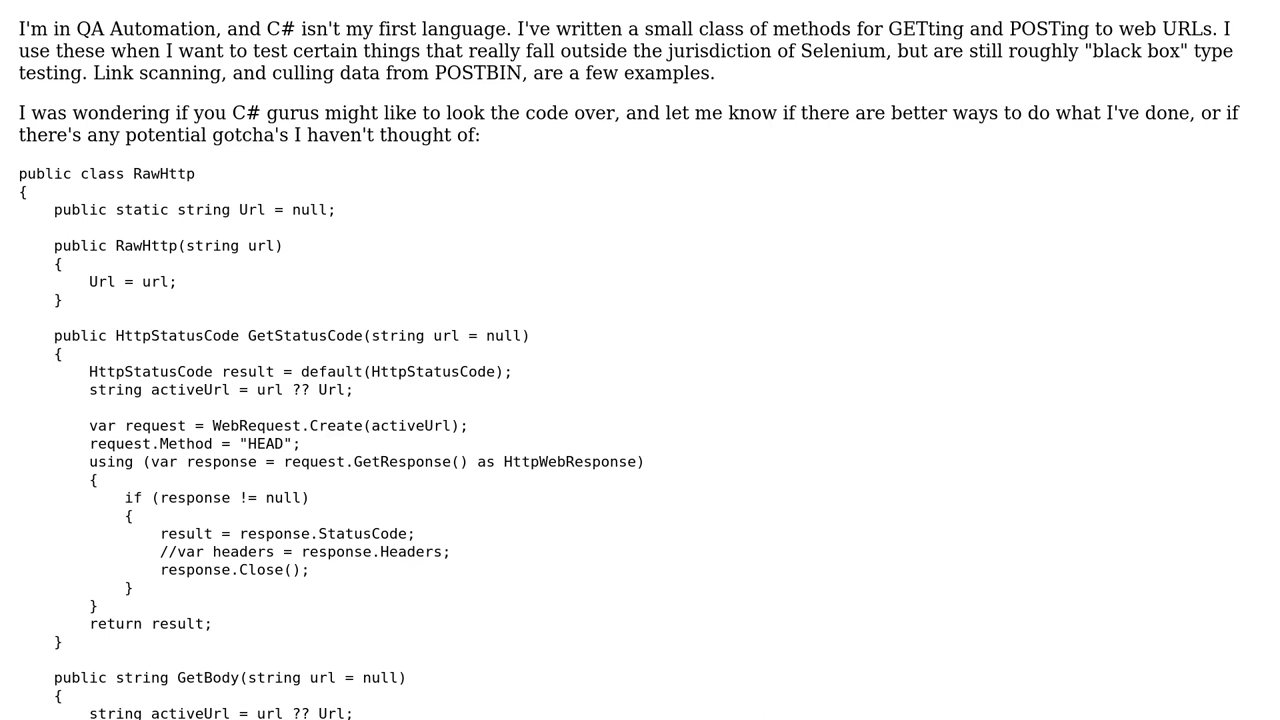 I'm in QA Automation, and C# isn't my first language. I've written a small class of methods for GETting and POSTing to web URLs. I
use these when I want to test certain things that really fall outside the jurisdiction of Selenium, but are still roughly "black box" type
testing. Link scanning, and culling data from POSTBIN, are a few examples.
I was wondering if you C# gurus might like to look the code over, and let me know if there are better ways to do what I've done, or if
there's any potential gotcha's I haven't thought of:
public class RawHttp
{
    public static string Url = null;
    public RawHttp(string url)
    {
        Url = url;
    }
    public HttpStatusCode GetStatusCode(string url = null)
    {
        HttpStatusCode result = default(HttpStatusCode);
        string activeUrl = url ?? Url;
        var request = WebRequest.Create(activeUrl);
        request.Method = "HEAD";
        using (var response = request.GetResponse() as HttpWebResponse)
        {
            if (response != null)
            {
                result = response.StatusCode;
                //var headers = response.Headers;
                response.Close();
            }
        }
        return result;
    }
    public string GetBody(string url = null)
    {
        string activeUrl = url ?? Url;